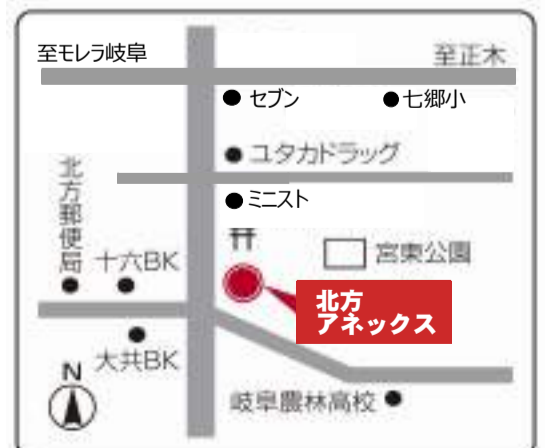 至モレラ岐阜
至正木
セブン
七郷小
ユタカドラッグ
北方郵便局
ミニスト
十六BK
宮東公園
北方
アネックス
大共BK
N
岐阜農林高校